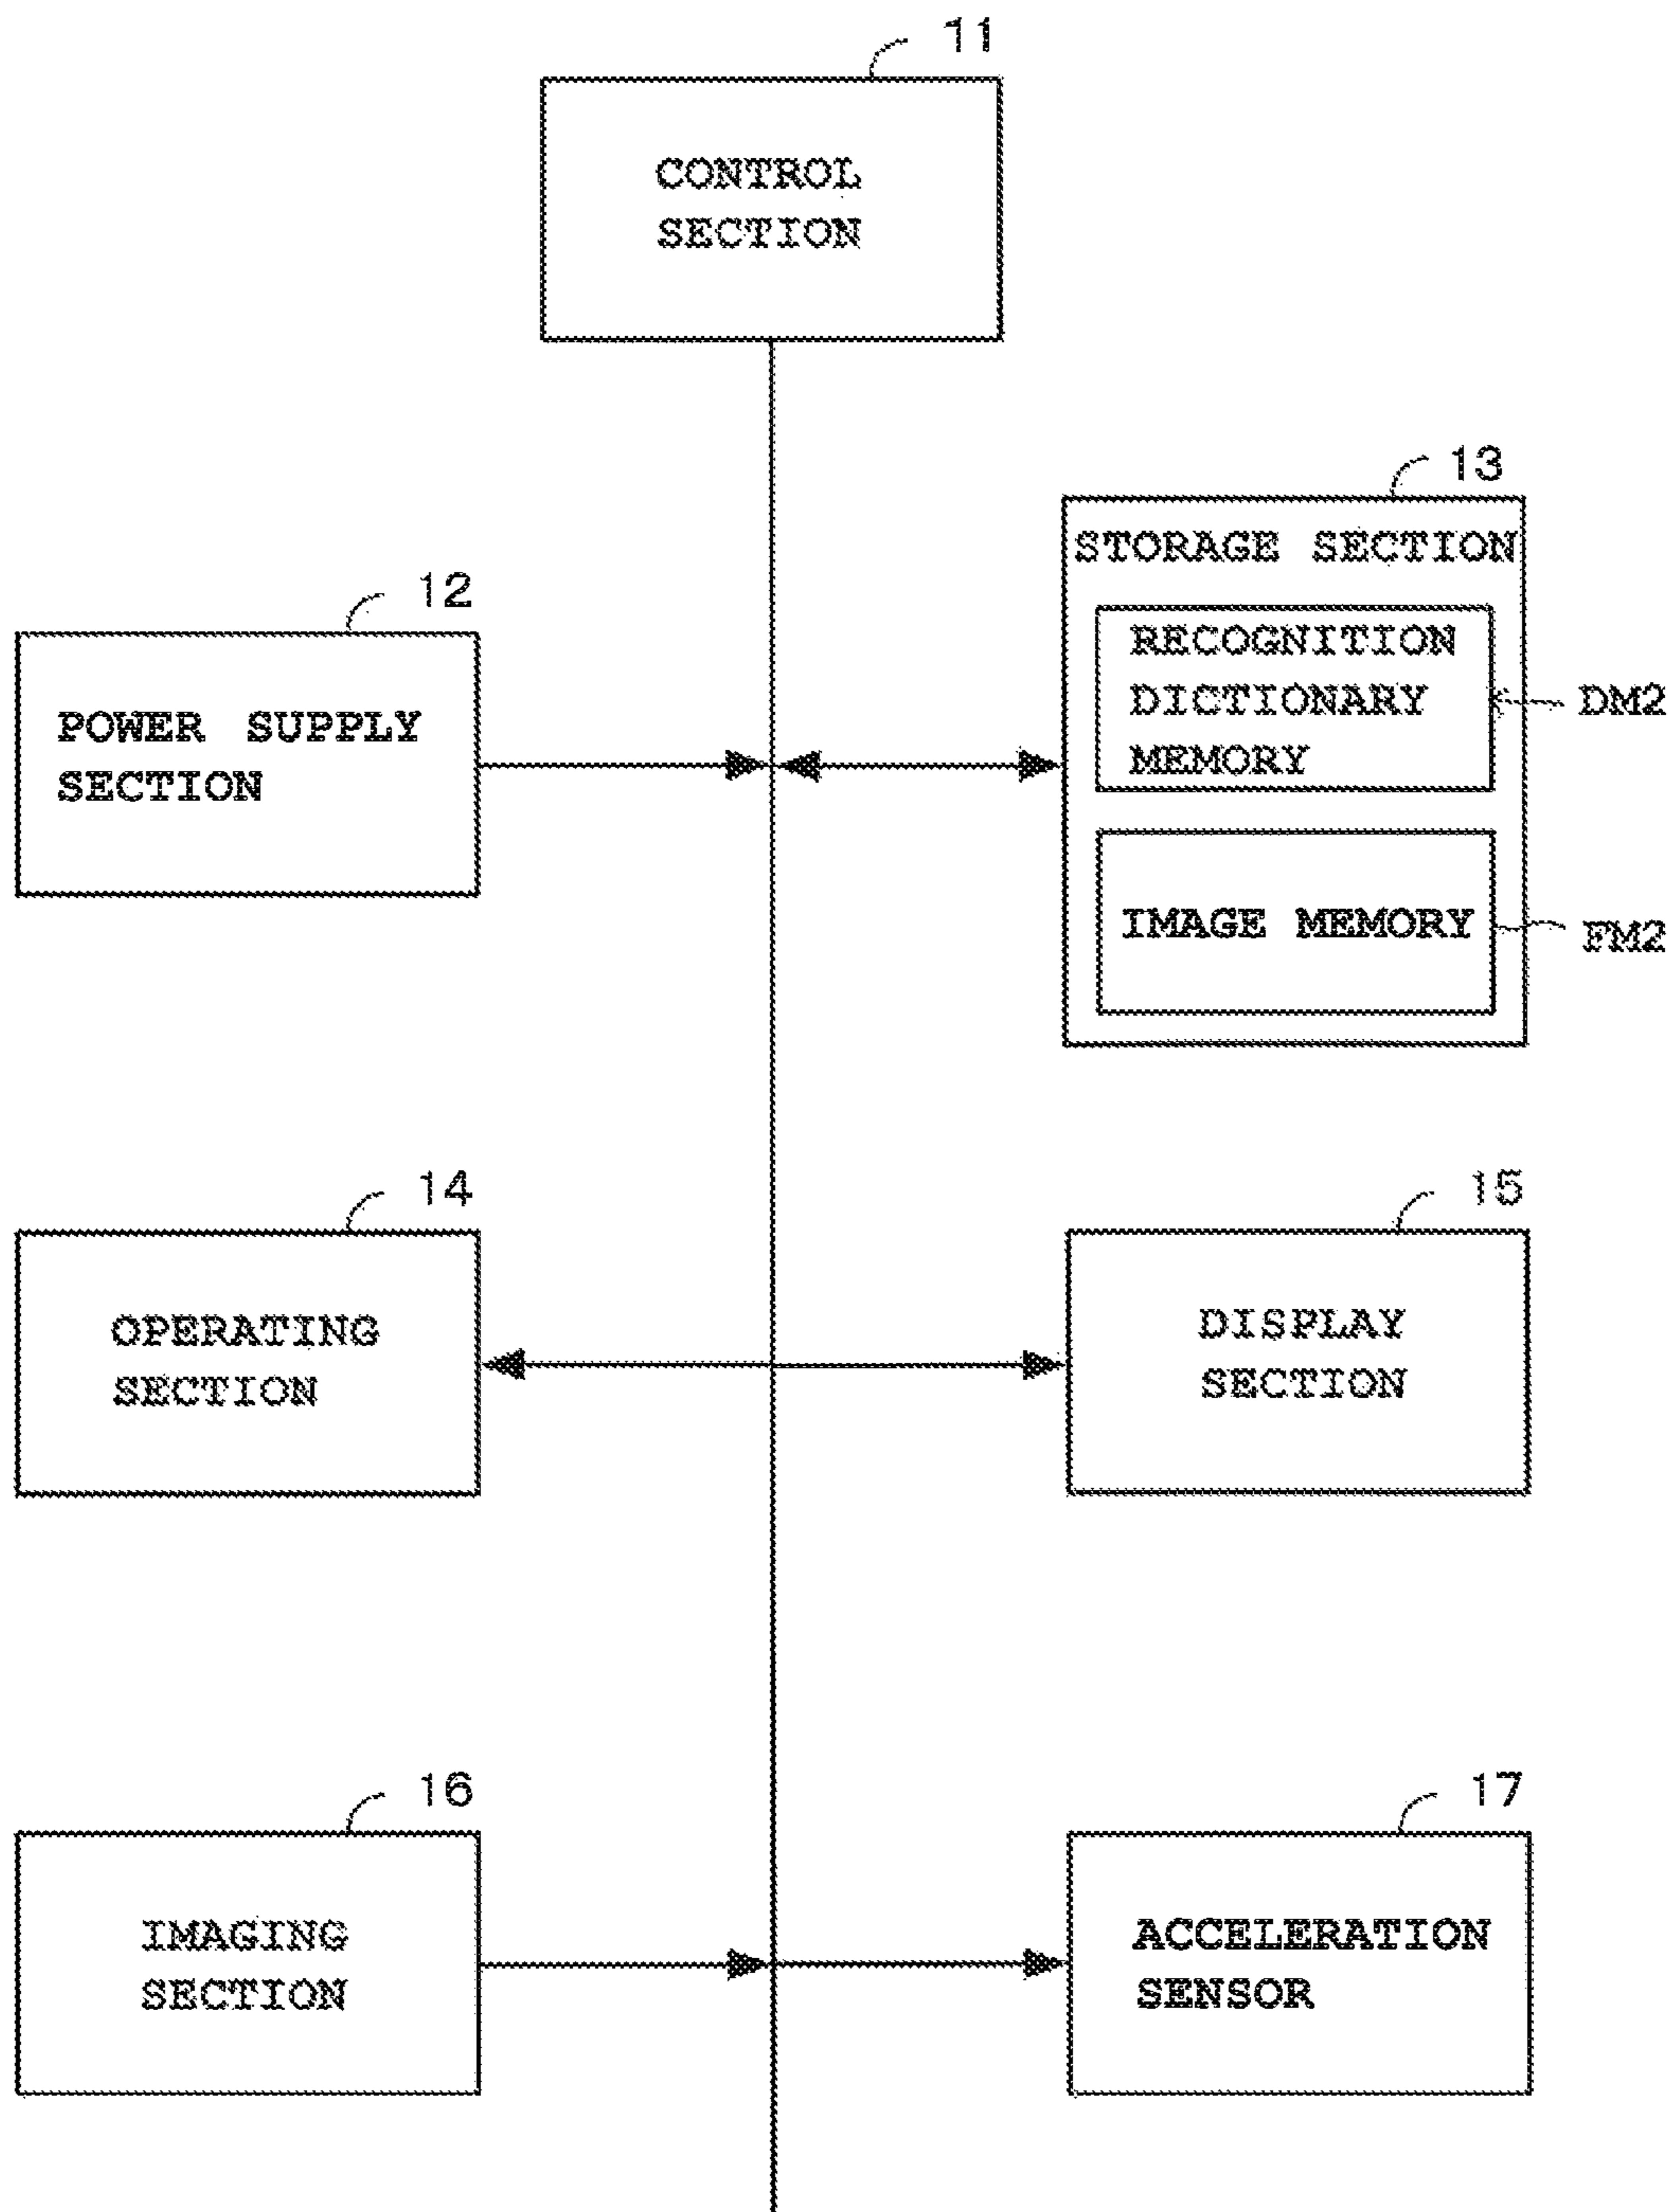 11
CONTROL
SECTION
13
STORAGE SECTION
12
RECOGNITION
DICTIONARY
MEMORY
DM2
POWER SUPPLY
SECTION
IMAGE MEMORY
FM2
14
15
OPERATING
SECTION
DISPLAY
SECTION
16
17
IMAGING
SECTION
ACCELERATION
SENSOR